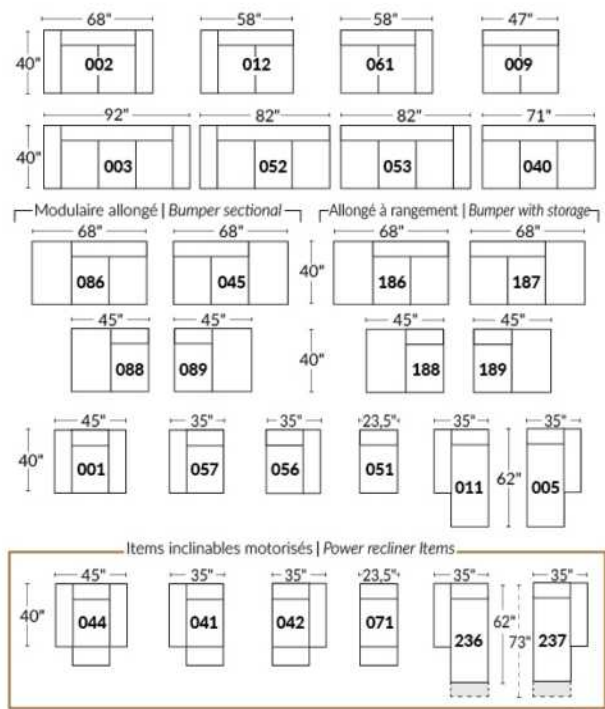 68" 58" 58" 47"
40" 002 012 061 009
92" 82" 82" 71"
40" 003 052 053 040
Modulaire allongé | Bumper sectional Allongé à rangement | Bumper with storage
68" 68" 68" 68"
086 045 40" 186 187
45" 45" 45" 45"
088 089 40" 188 189
45" 35" 35" 23,5" 35" 35"
40" 001 057 056 051 011 62" 005
Items inclinables motorisés | Power recliner Items
45" 35" 35" 23,5" 35" 35"
40" 044 041 042 071 236 62" 73" 237